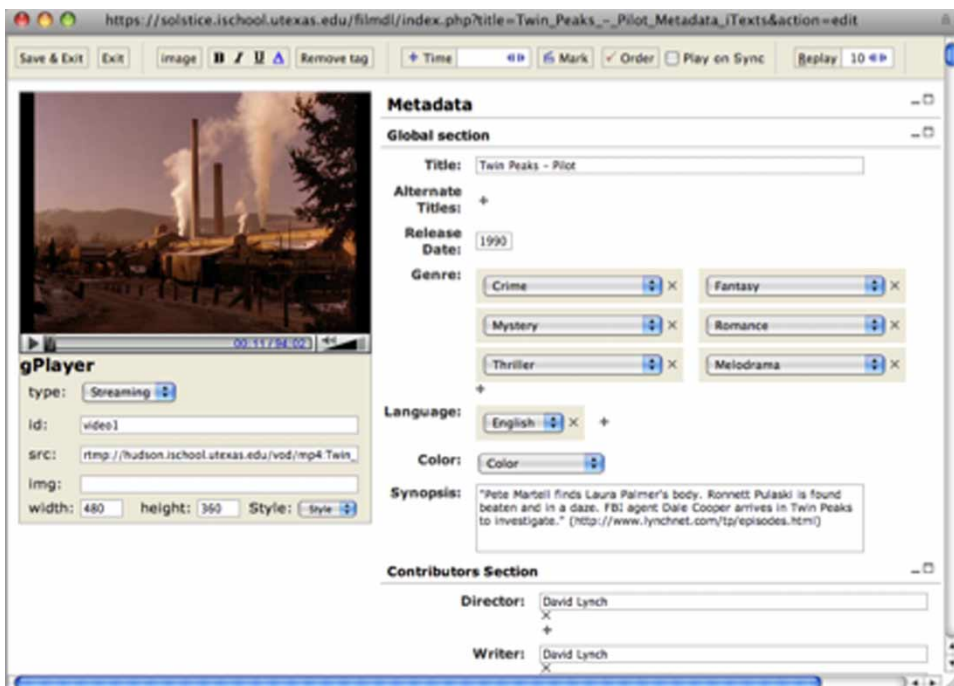 https://solstice.ischool.utexas.edu/filmdl/index.php?title=Twin_Peaks_-_Pilot_Metadata_iTexts&action=edit
Save & Exit Exit image B I U A Remove tag + Time Mark Order Play on Sync Replay 10
Metadata
Global section
Title: Twin Peaks - Pilot
Alternate
Titles: +
Release
Date: 1990
Genre: Crime × Fantasy ×
Mystery × Romance ×
Thriller × Melodrama ×
+
Language: English × +
Color: Color
Synopsis: "Pete Martell finds Laura Palmer's body. Ronnett Pulaski is found
beaten and in a daze. FBI agent Dale Cooper arrives in Twin Peaks
to investigate." (http://www.lynchnet.com/tp/episodes.html)
Contributors Section
Director: David Lynch
×
+
Writer: David Lynch
×
00:11/94:02
gPlayer
type: Streaming
id: video1
src: rtmp://hudson.ischool.utexas.edu/vod/mp4:Twin_
img:
width: 480 height: 360 Style: Style